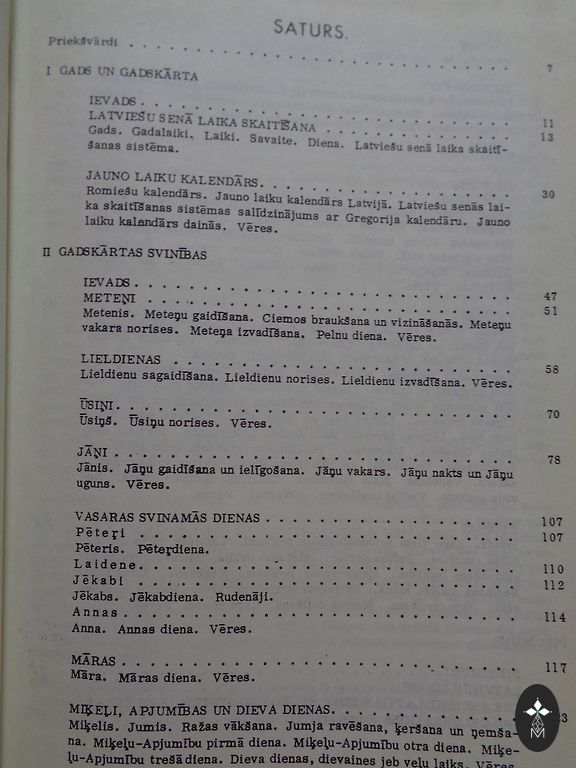 SATURS.
Priekšvārdi . . . . . . . . . . . . . . . . . . . . . . . . . . . 7
I GADS UN GADSKĀRTA
IEVADS . . . . . . . . . . . . . . . . . . . . . . . . . 11
LATVIEŠU SENĀ LAIKA SKAITĪŠANA . . . . . . . . . . . . . 13
Gads. Gadalaiki. Laiki. Savaite. Diena. Latviešu senā laika skaitī-
šanas sistēma.
JAUNO LAIKU KALENDĀRS. . . . . . . . . . . . . . . . . . 30
Romiešu kalendārs. Jauno laiku kalendārs Latvijā. Latviešu senās lai-
ka skaitīšanas sistēmas salīdzinājums ar Gregorija kalendāru. Jauno
laiku kalendārs dainās. Vēres.
II GADSKĀRTAS SVINĪBAS
IEVADS. . . . . . . . . . . . . . . . . . . . . . . . . . 47
METEŅI . . . . . . . . . . . . . . . . . . . . . . . . . 51
Metenis. Meteņu gaidīšana. Ciemos braukšana un vizināšanās. Meteņu
vakara norises. Meteņa izvadīšana. Pelnu diena. Vēres.
LIELDIENAS . . . . . . . . . . . . . . . . . . . . . . . 58
Lieldienu sagaidīšana. Lieldienu norises. Lieldienu izvadīšana. Vēres.
ŪSIŅI. . . . . . . . . . . . . . . . . . . . . . . . . . 70
Ūsiņš. Ūsiņu norises. Vēres.
JĀŅI . . . . . . . . . . . . . . . . . . . . . . . . . . 78
Jānis. Jāņu gaidīšana un ielīgošana. Jāņu vakars. Jāņu nakts un Jāņu
uguns. Vēres.
VASARAS SVINAMĀS DIENAS . . . . . . . . . . . . . . . . 107
Pēteŗi . . . . . . . . . . . . . . . . . . . . . . . . . 107
Pēteris. Pēteŗdiena.
Laidene. . . . . . . . . . . . . . . . . . . . . . . . . 110
Jēkabi . . . . . . . . . . . . . . . . . . . . . . . . . 112
Jēkabs. Jēkabdiena. Rudenāji.
Annas . . . . . . . . . . . . . . . . . . . . . . . . . 114
Anna. Annas diena. Vēres.
MĀRAS . . . . . . . . . . . . . . . . . . . . . . . . . 117
Māra. Māras diena. Vēres.
MIĶEĻI, APJUMĪBAS UN DIEVA DIENAS. . . . . . . . . . . . 3
Miķelis. Jumis. Ražas vākšana. Jumja ravēšana, ķeršana un ņemša-
na. Miķeļu-Apjumību pirmā diena. Miķeļu-Apjumību otra diena. Miķe-
ļu-Apjumību trešā diena. Dieva dienas, dievaines jeb veļu laiks. Vēres.